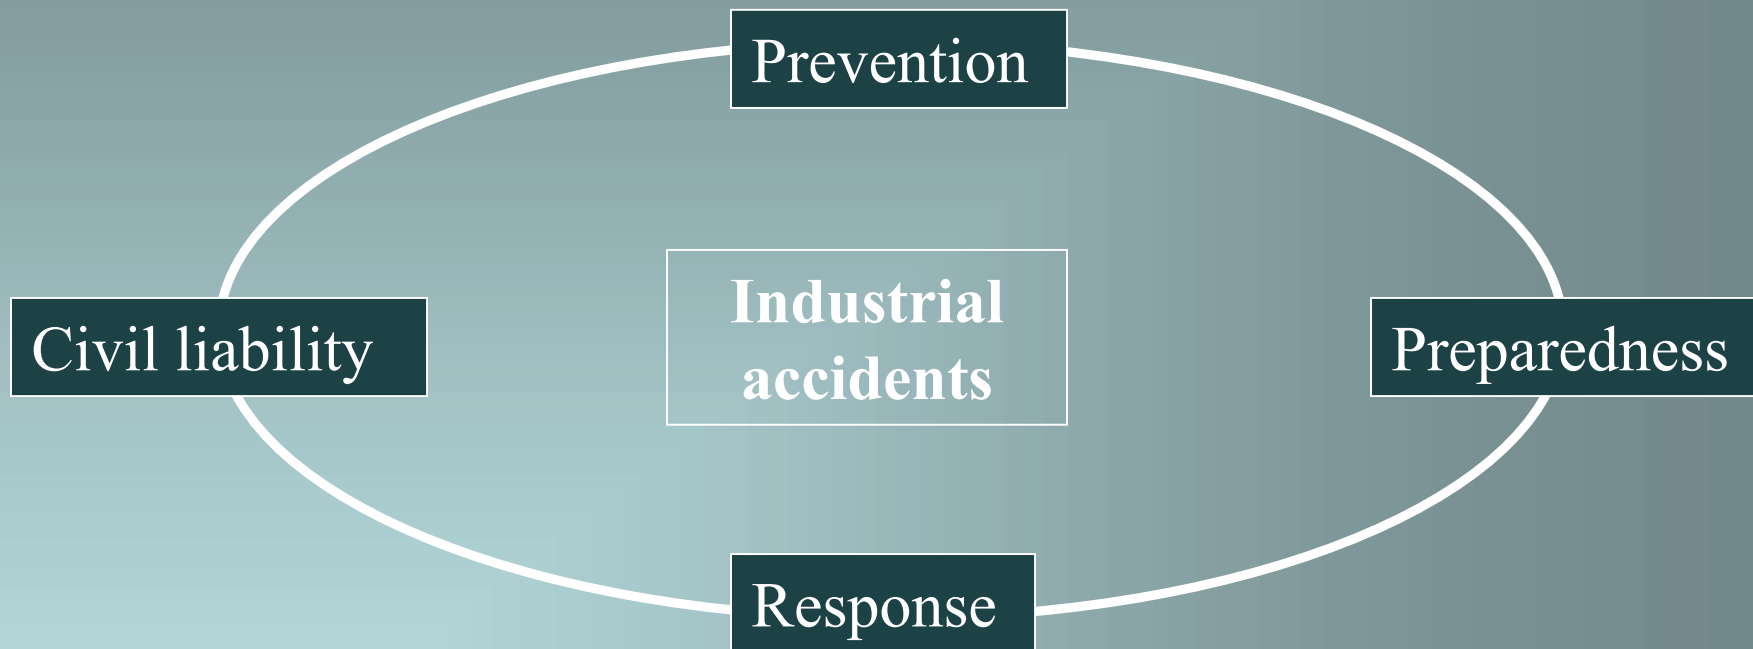 Prevention
Industrial
accidents
Civil liability
Preparedness
Response